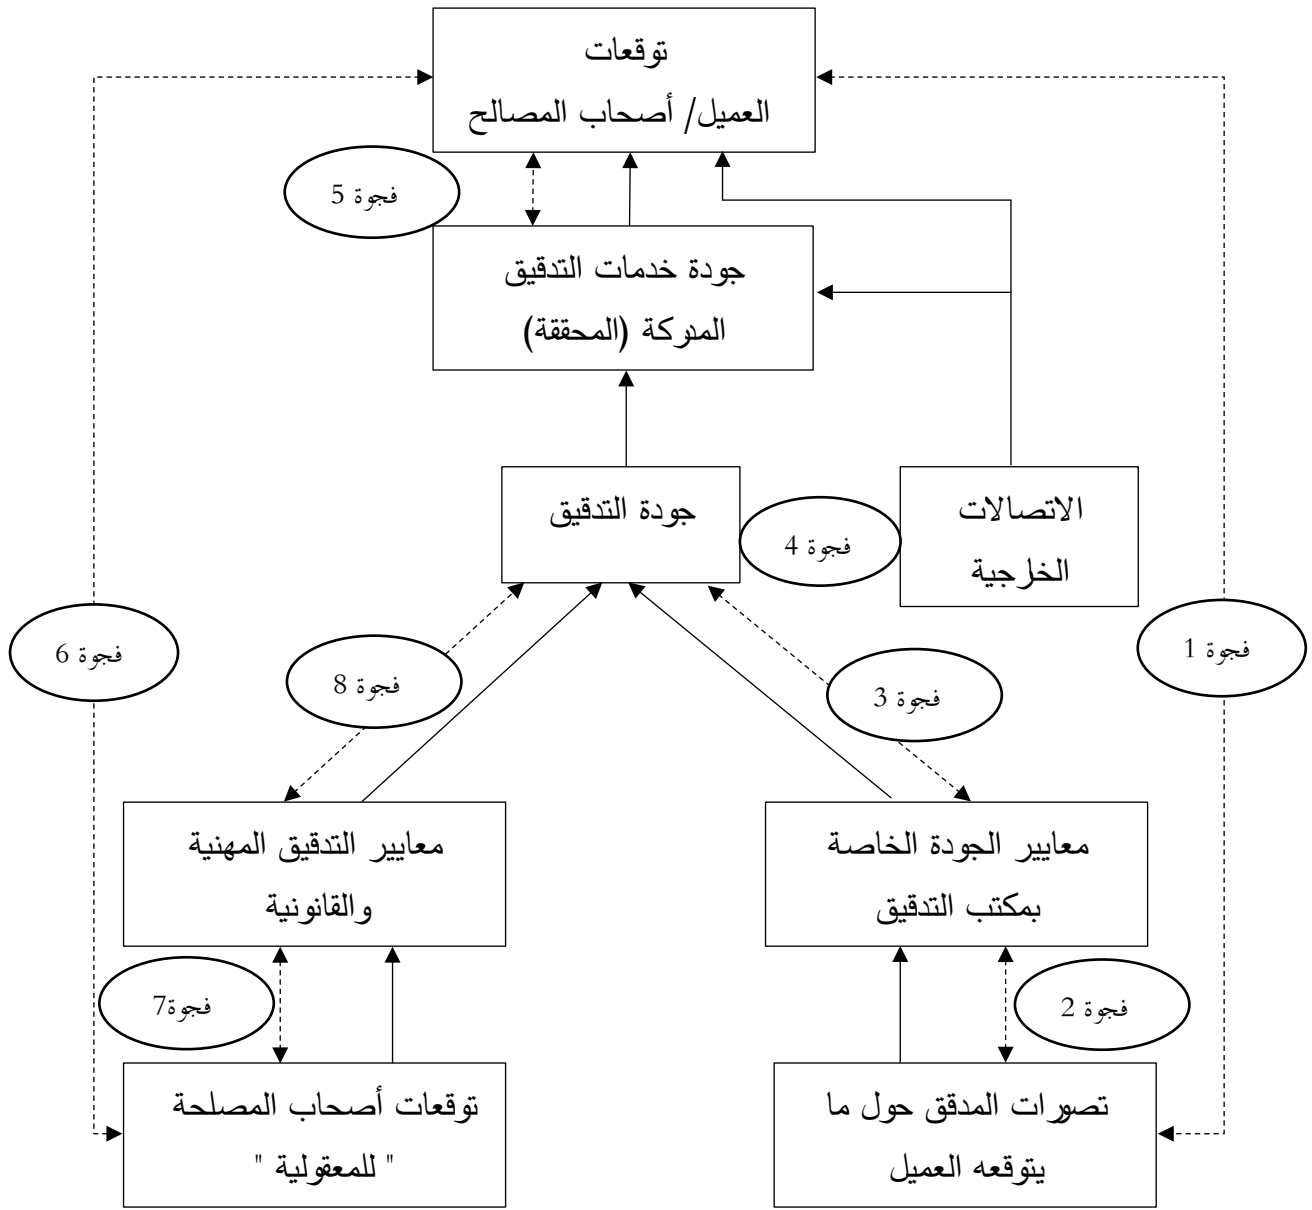 توقعات
العميل/ أصحاب المصالح
فجوة 5
جودة خدمات التدقيق
المدركة (المحققة)
جودة التدقيق
فجوة 4
الاتصالات
الخارجية
فجوة 6
فجوة 8
فجوة 3
فجوة 1
معايير التدقيق المهنية
والقانونية
معايير الجودة الخاصة
بمكتب التدقيق
فجوة7
فجوة 2
توقعات أصحاب المصلحة
" للمعقولية "
تصورات المدقق حول ما
يتوقعه العميل